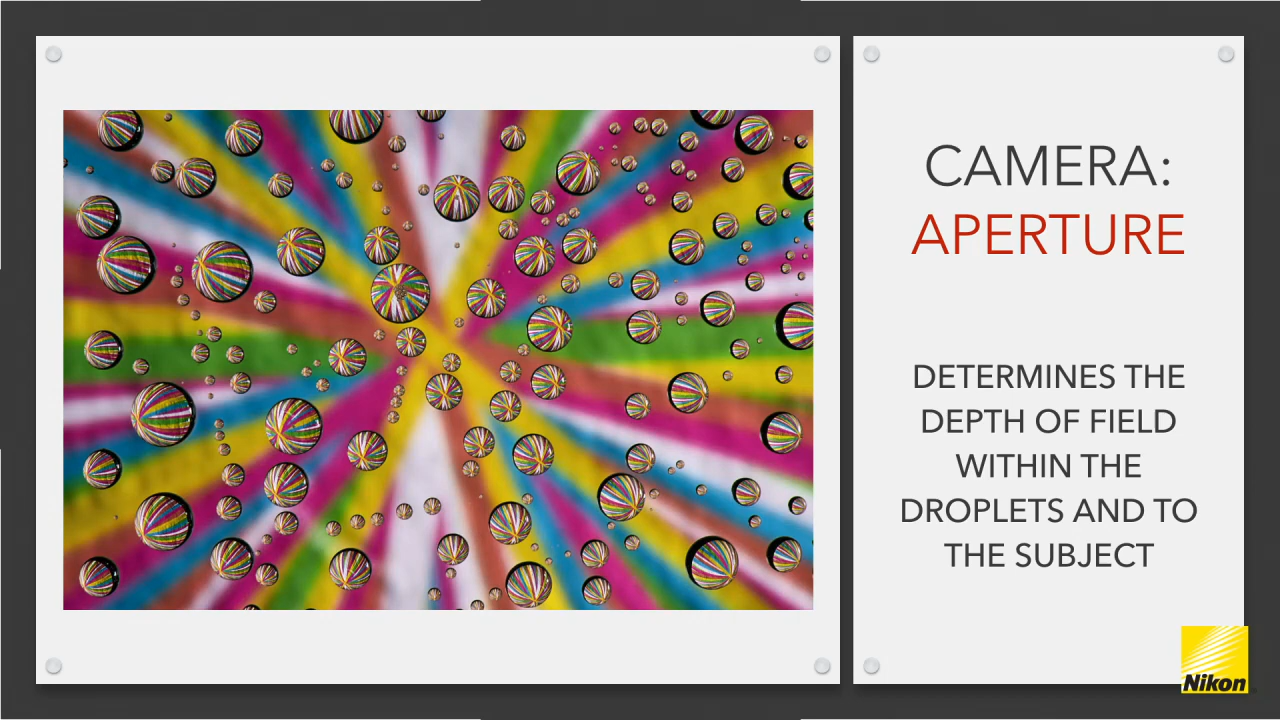 CAMERA:
APERTURE
DETERMINES THE
DEPTH OF FIELD
WITHIN THE
DROPLETS AND TO
THE SUBJECT
Nikon